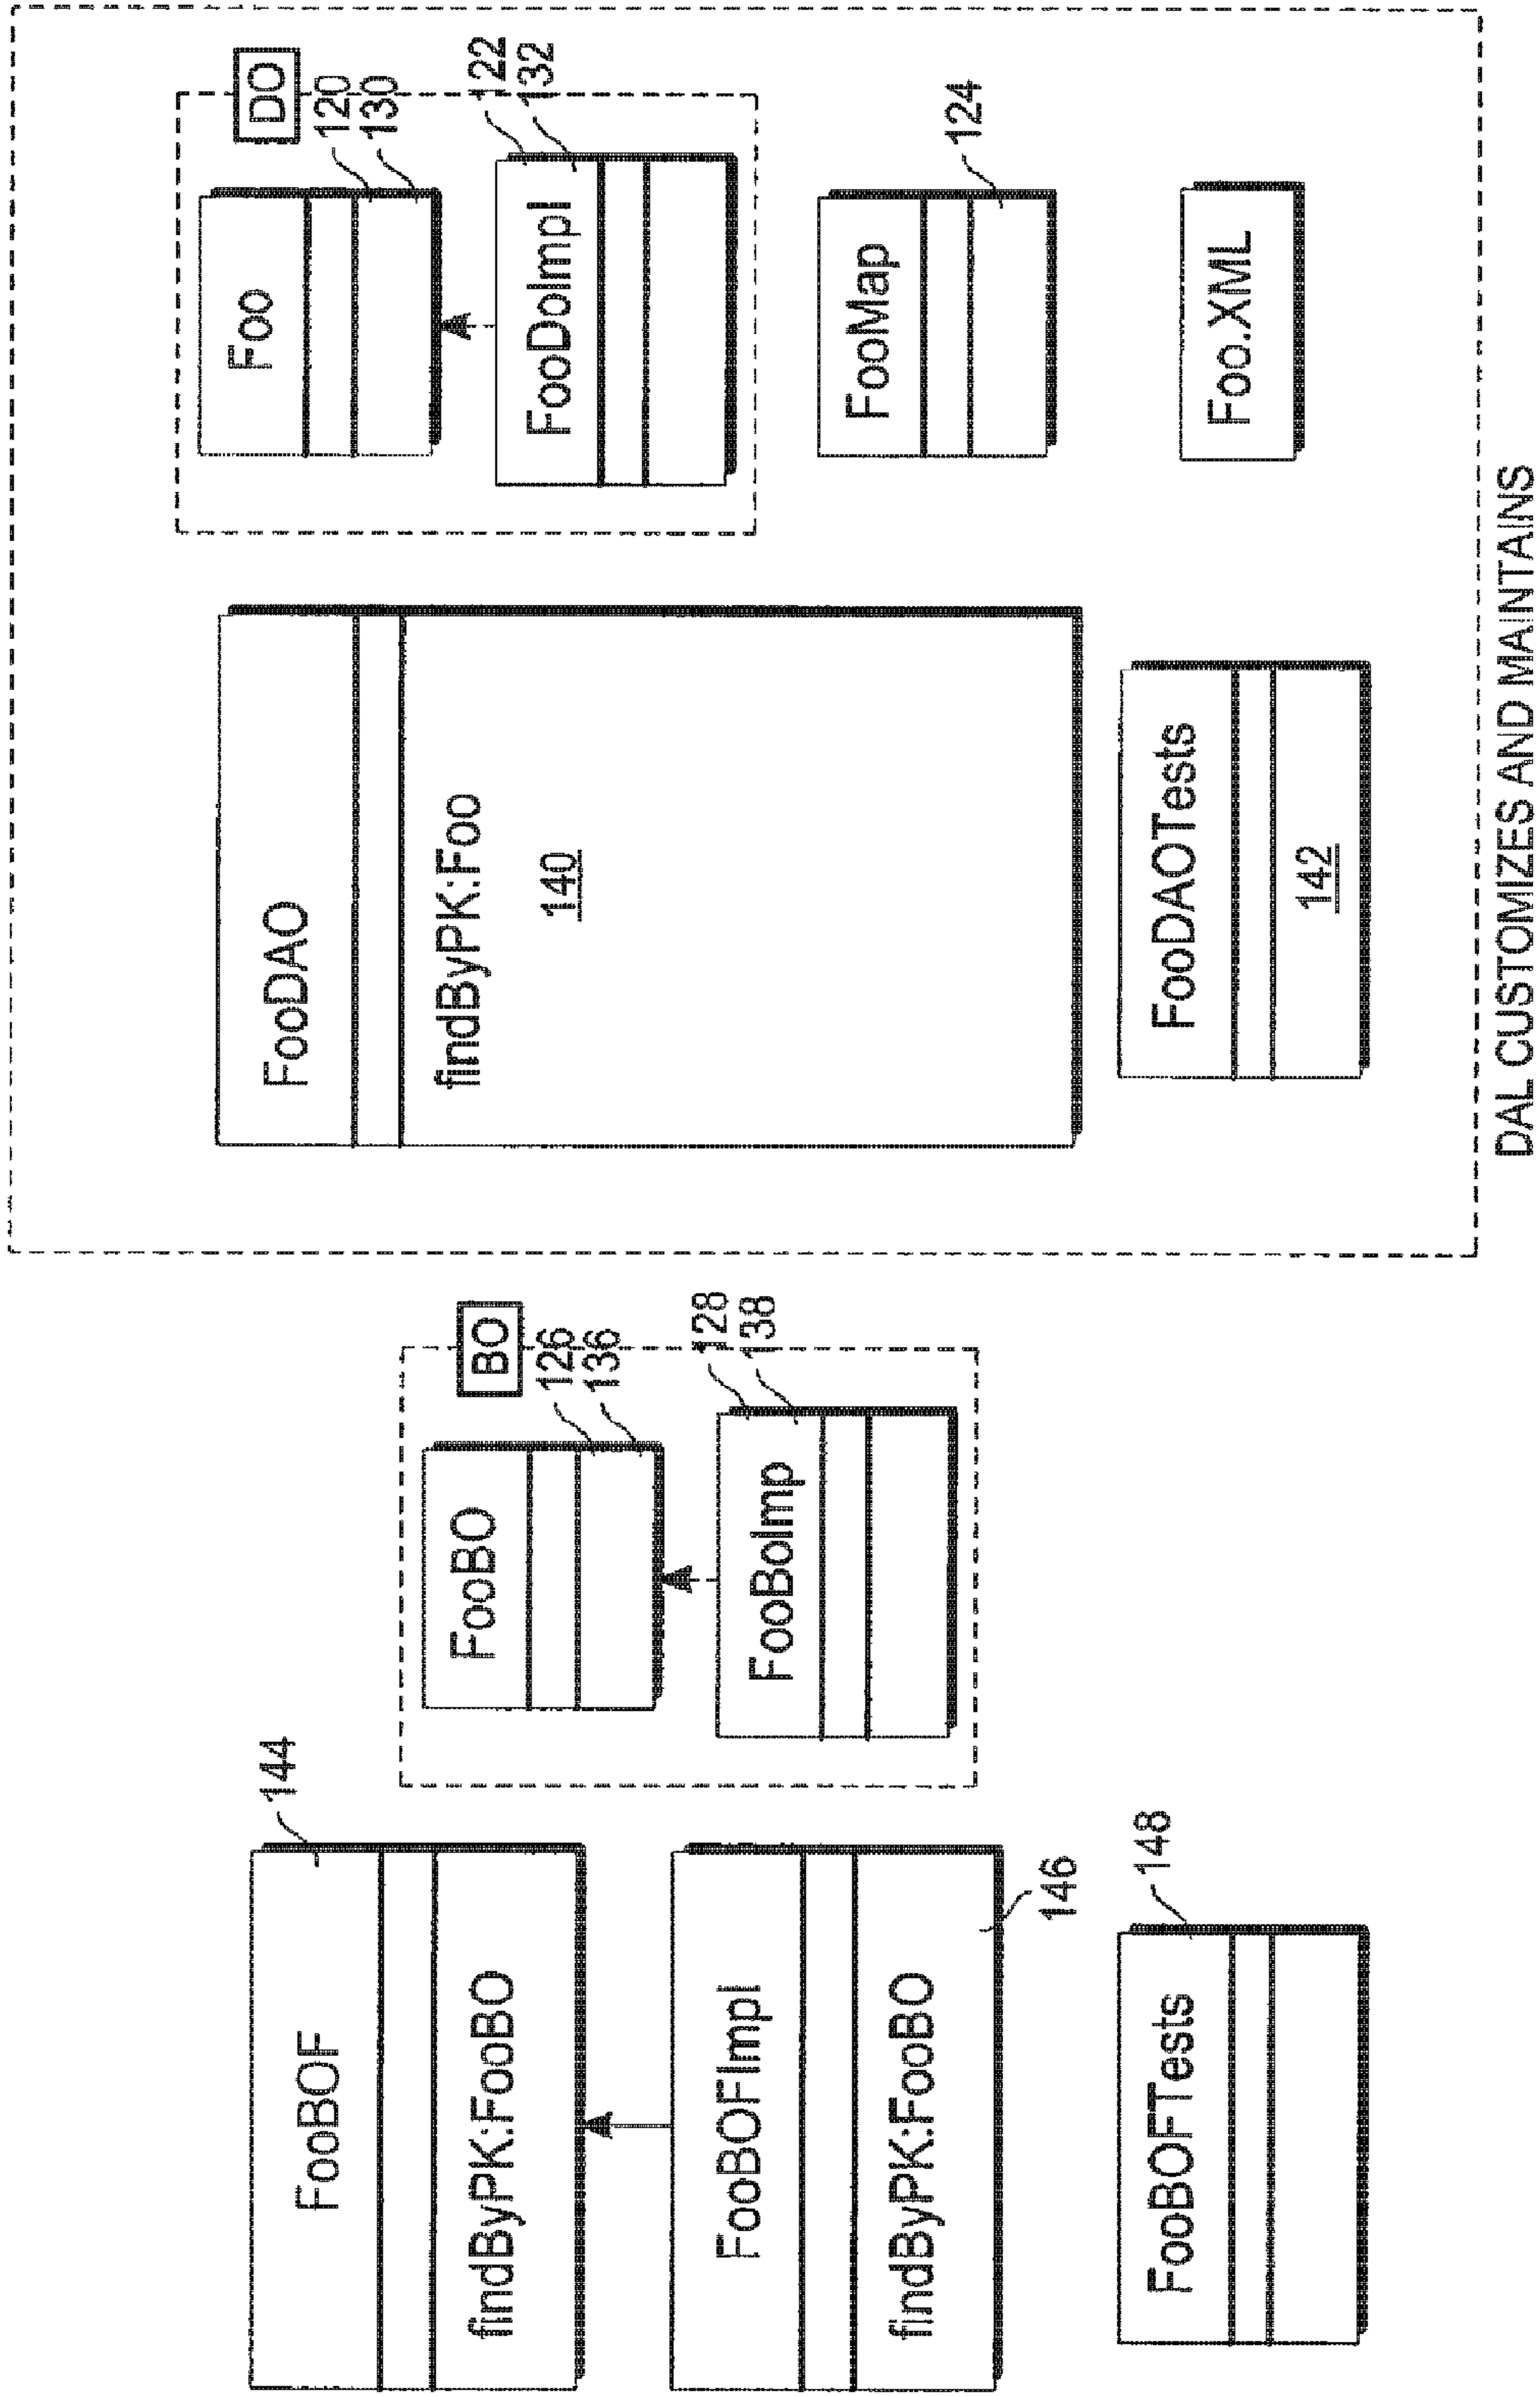 FooBOF
144
findByPK:FooBO
FooBOFImpl
findByPK:FooBO
146
FooBOFTests
148
BO
FooBO
126
136
FooBoImp
128
138
FooDAO
findByPK:Foo
140
FooDAOTests
142
DO
Foo
120
130
FooDoImpl
122
132
FooMap
124
Foo.XML
DAL CUSTOMIZES AND MAINTAINS